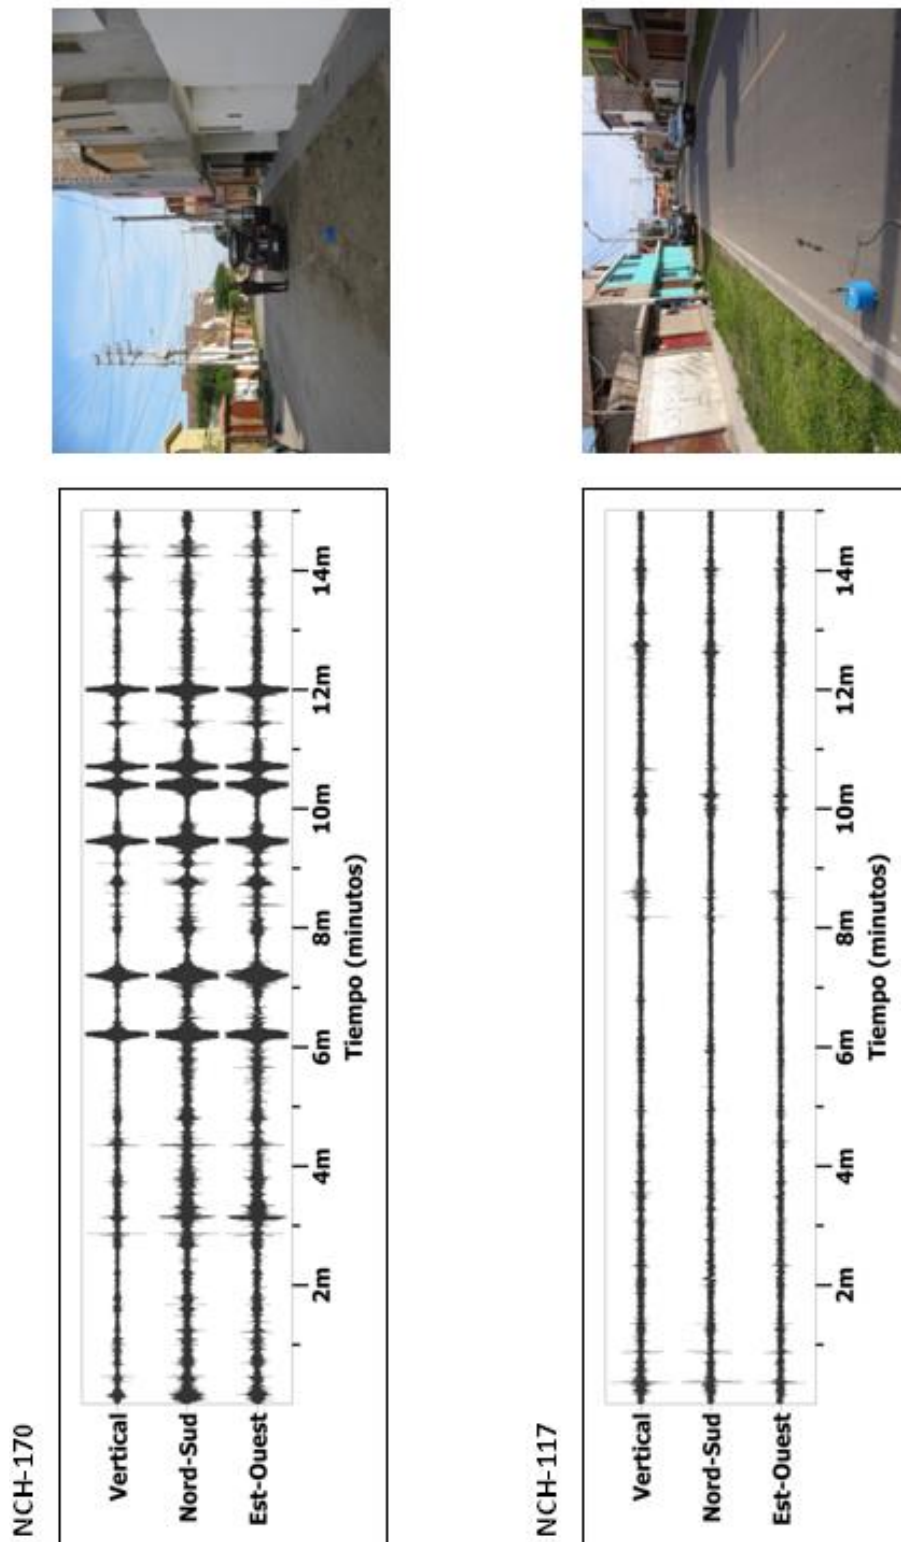 NCH-170
Vertical
Nord-Sud
Est-Ouest
2m 4m 6m 8m 10m 12m 14m
Tiempo (minutos)
NCH-117
Vertical
Nord-Sud
Est-Ouest
2m 4m 6m 8m 10m 12m 14m
Tiempo (minutos)